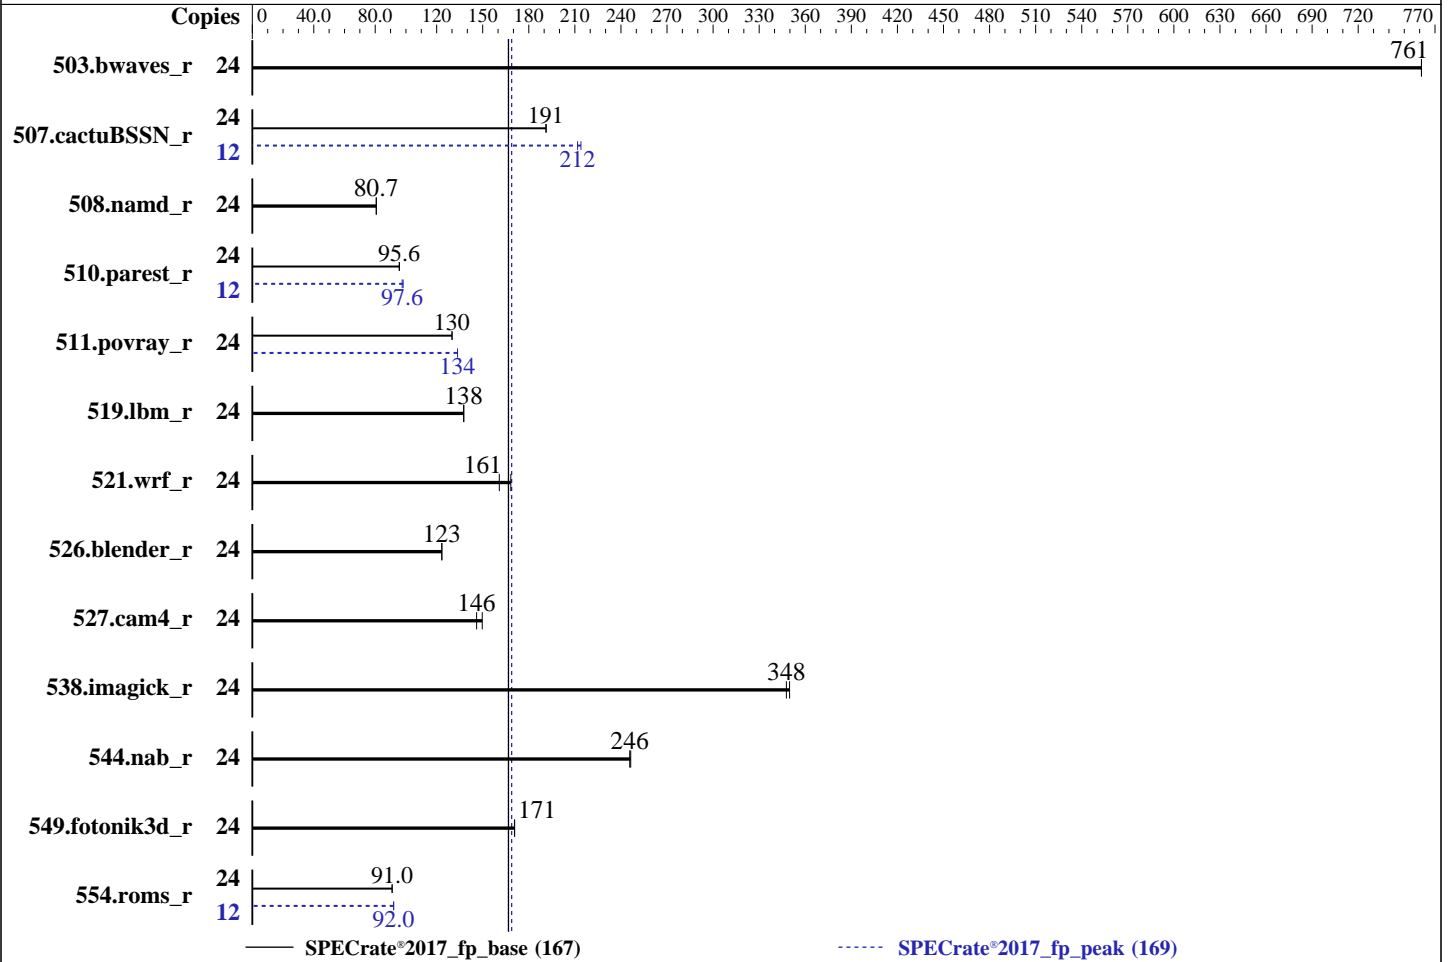 Copies 0 40.0 80.0 120 150 180 210 240 270 300 330 360 390 420 450 480 510 540 570 600 630 660 690 720 770
503.bwaves_r 24 761
507.cactuBSSN_r 24 191
12 212
508.namd_r 24 80.7
510.parest_r 24 95.6
12 97.6
511.povray_r 24 130
134
519.lbm_r 24 138
521.wrf_r 24 161
526.blender_r 24 123
527.cam4_r 24 146
538.imagick_r 24 348
544.nab_r 24 246
549.fotonik3d_r 24 171
554.roms_r 24 91.0
12 92.0
SPECrate®2017_fp_base (167) SPECrate®2017_fp_peak (169)